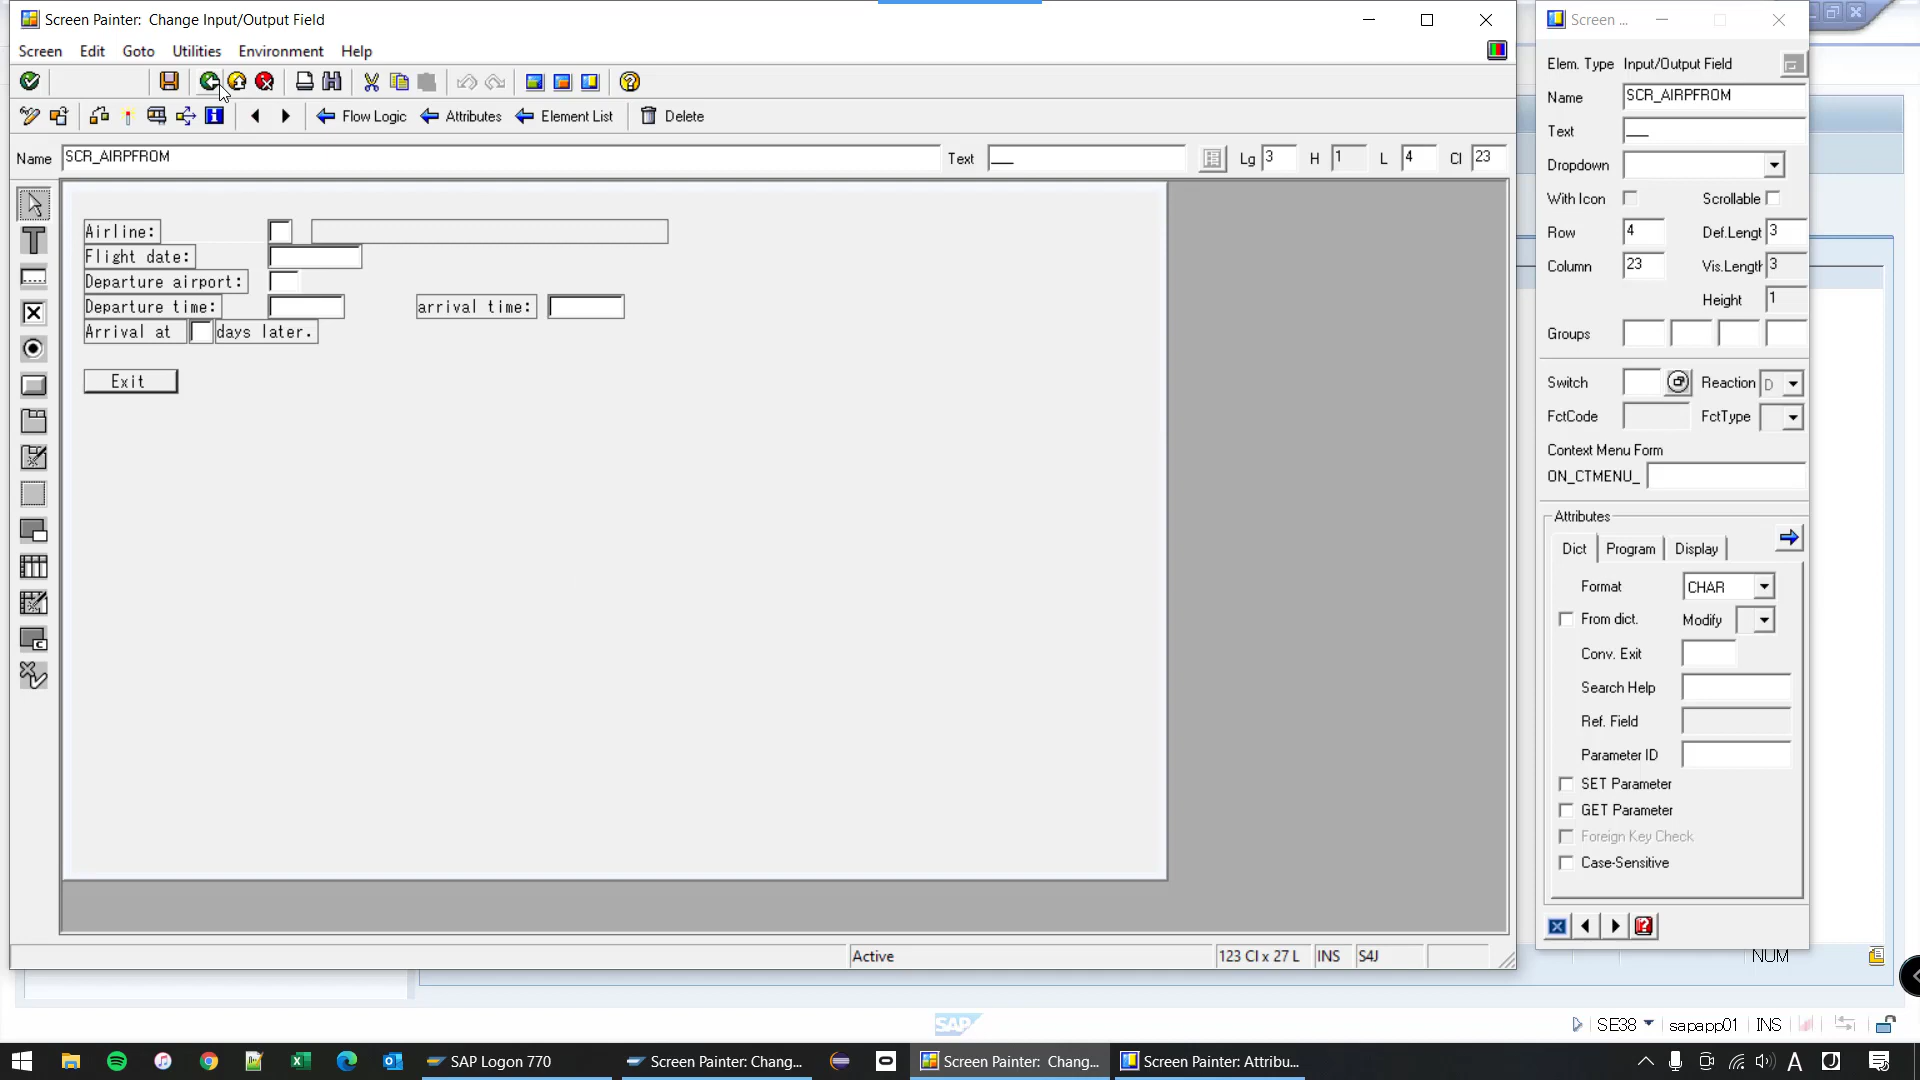 Screen Painter: Change Input/Output Field
Screen ...
Screen Edit Goto Utilities Environment Help
Elem. Type Input/Output Field
Name SCR_AIRPFROM
Flow Logic Attributes Element List Delete
Text ___
Name SCR_AIRPFROM Text ___ Lg 3 H 1 L 4 Cl 23
Dropdown
With Icon Scrollable
Airline:
Row 4 Def.Lengt 3
Flight date:
Column 23 Vis.Length 3
Departure airport:
Height 1
Departure time: arrival time:
Groups
Arrival at days later.
Exit
Switch Reaction D
FctCode FctType
Context Menu Form
ON_CTMENU_
Attributes
Dict Program Display
Format CHAR
From dict. Modify
Conv. Exit
Search Help
Ref. Field
Parameter ID
SET Parameter
GET Parameter
Foreign Key Check
Case-Sensitive
Active 123 Cl x 27 L INS S4J
NUM
SAP SE38 sapapp01 INS
SAP Logon 770 Screen Painter: Chang... Screen Painter: Chang... Screen Painter: Attribu... A